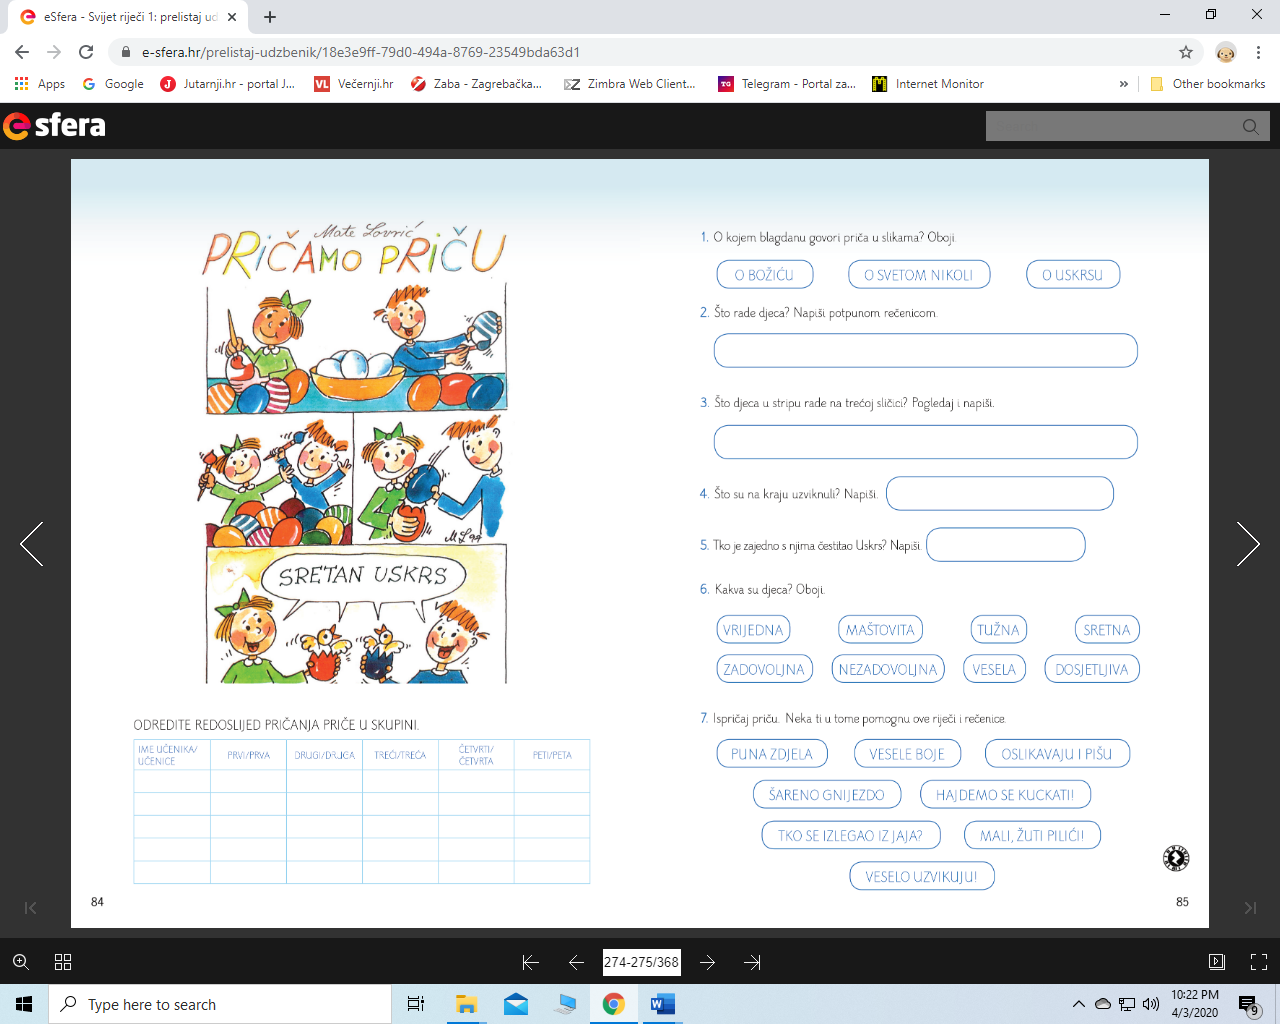 eSfera - Svijet riječi 1: prelistaj ud
e-sfera.hr/prelistaj-udzbenik/18e3e9ff-79d0-494a-8769-23549bda63d1
Apps Google Jutarnji.hr - portal J... Večernji.hr Zaba - Zagrebačka... Zimbra Web Client... Telegram - Portal za... Internet Monitor » Other bookmarks
esfera
Mate Lovrić
PRIČAMO PRIČU
M L 94
SRETAN USKRS
ODREDITE REDOSLIJED PRIČANJA PRIČE U SKUPINI.
IME UČENIKA/
UČENICE
PRVI/PRVA
DRUGI/DRUGA
TREĆI/TREĆA
ČETVRTI/
ČETVRTA
PETI/PETA
84
1. O kojem blagdanu govori priča u slikama? Oboji.
O BOŽIĆU O SVETOM NIKOLI O USKRSU
2. Što rade djeca? Napiši potpunom rečenicom.
3. Što djeca u stripu rade na trećoj sličici? Pogledaj i napiši.
4. Što su na kraju uzviknuli? Napiši.
5. Tko je zajedno s njima čestitao Uskrs? Napiši.
6. Kakva su djeca? Oboji.
VRIJEDNA MAŠTOVITA TUŽNA SRETNA
ZADOVOLJNA NEZADOVOLJNA VESELA DOSJETLJIVA
7. Ispričaj priču. Neka ti u tome pomognu ove riječi i rečenice.
PUNA ZDJELA VESELE BOJE OSLIKAVAJU I PIŠU
ŠARENO GNIJEZDO HAJDEMO SE KUCKATI!
TKO SE IZLEGAO IZ JAJA? MALI, ŽUTI PILIĆI!
VESELO UZVIKUJU!
85
274-275/368
Type here to search
10:22 PM
4/3/2020
9